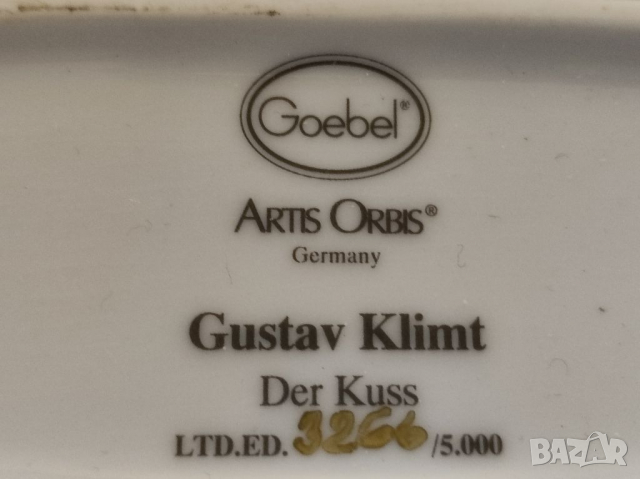 Goebel®
ARTIS ORBIS®
Germany
Gustav Klimt
Der Kuss
LTD.ED. 3266 /5.000
BAZAR